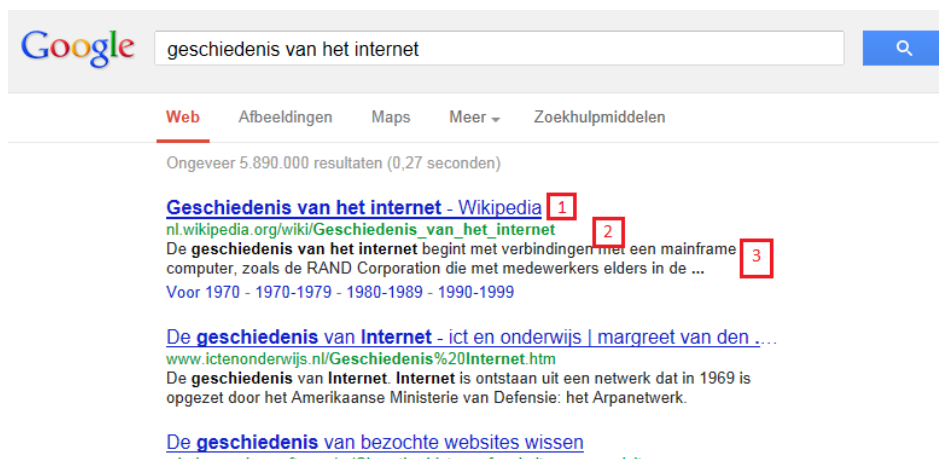 Google geschiedenis van het internet
Web Afbeeldingen Maps Meer Zoekhulpmiddelen
Ongeveer 5.890.000 resultaten (0,27 seconden)
Geschiedenis van het internet - Wikipedia 1
nl.wikipedia.org/wiki/Geschiedenis_van_het_internet 2
De geschiedenis van het internet begint met verbindingen met een mainframe 3
computer, zoals de RAND Corporation die met medewerkers elders in de ...
Voor 1970 - 1970-1979 - 1980-1989 - 1990-1999
De geschiedenis van Internet - ict en onderwijs | margreet van den ....
www.ictenonderwijs.nl/Geschiedenis%20Internet.htm
De geschiedenis van Internet. Internet is ontstaan uit een netwerk dat in 1969 is
opgezet door het Amerikaanse Ministerie van Defensie: het Arpanetwerk.
De geschiedenis van bezochte websites wissen